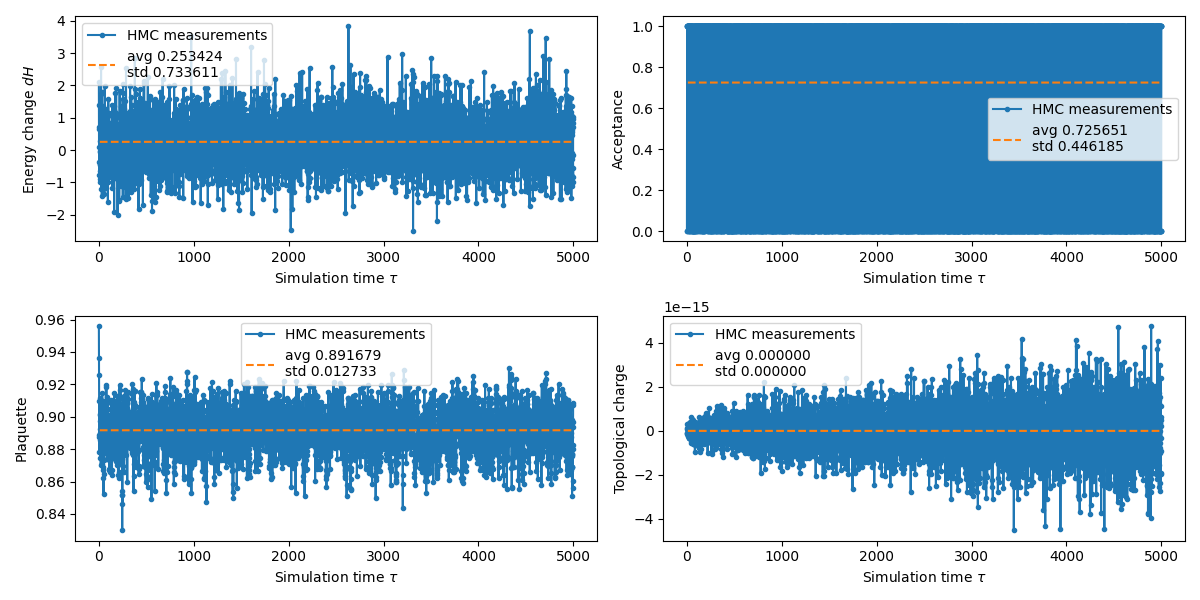 Energy change dH
4
3
2
1
0
−1
−2
HMC measurements
avg 0.253424
std 0.733611
0 1000 2000 3000 4000 5000
Simulation time τ
Acceptance
1.0
0.8
0.6
0.4
0.2
0.0
HMC measurements
avg 0.725651
std 0.446185
0 1000 2000 3000 4000 5000
Simulation time τ
Plaquette
0.96
0.94
0.92
0.90
0.88
0.86
0.84
HMC measurements
avg 0.891679
std 0.012733
0 1000 2000 3000 4000 5000
Simulation time τ
1e−15
Topological charge
4
2
0
−2
−4
HMC measurements
avg 0.000000
std 0.000000
0 1000 2000 3000 4000 5000
Simulation time τ